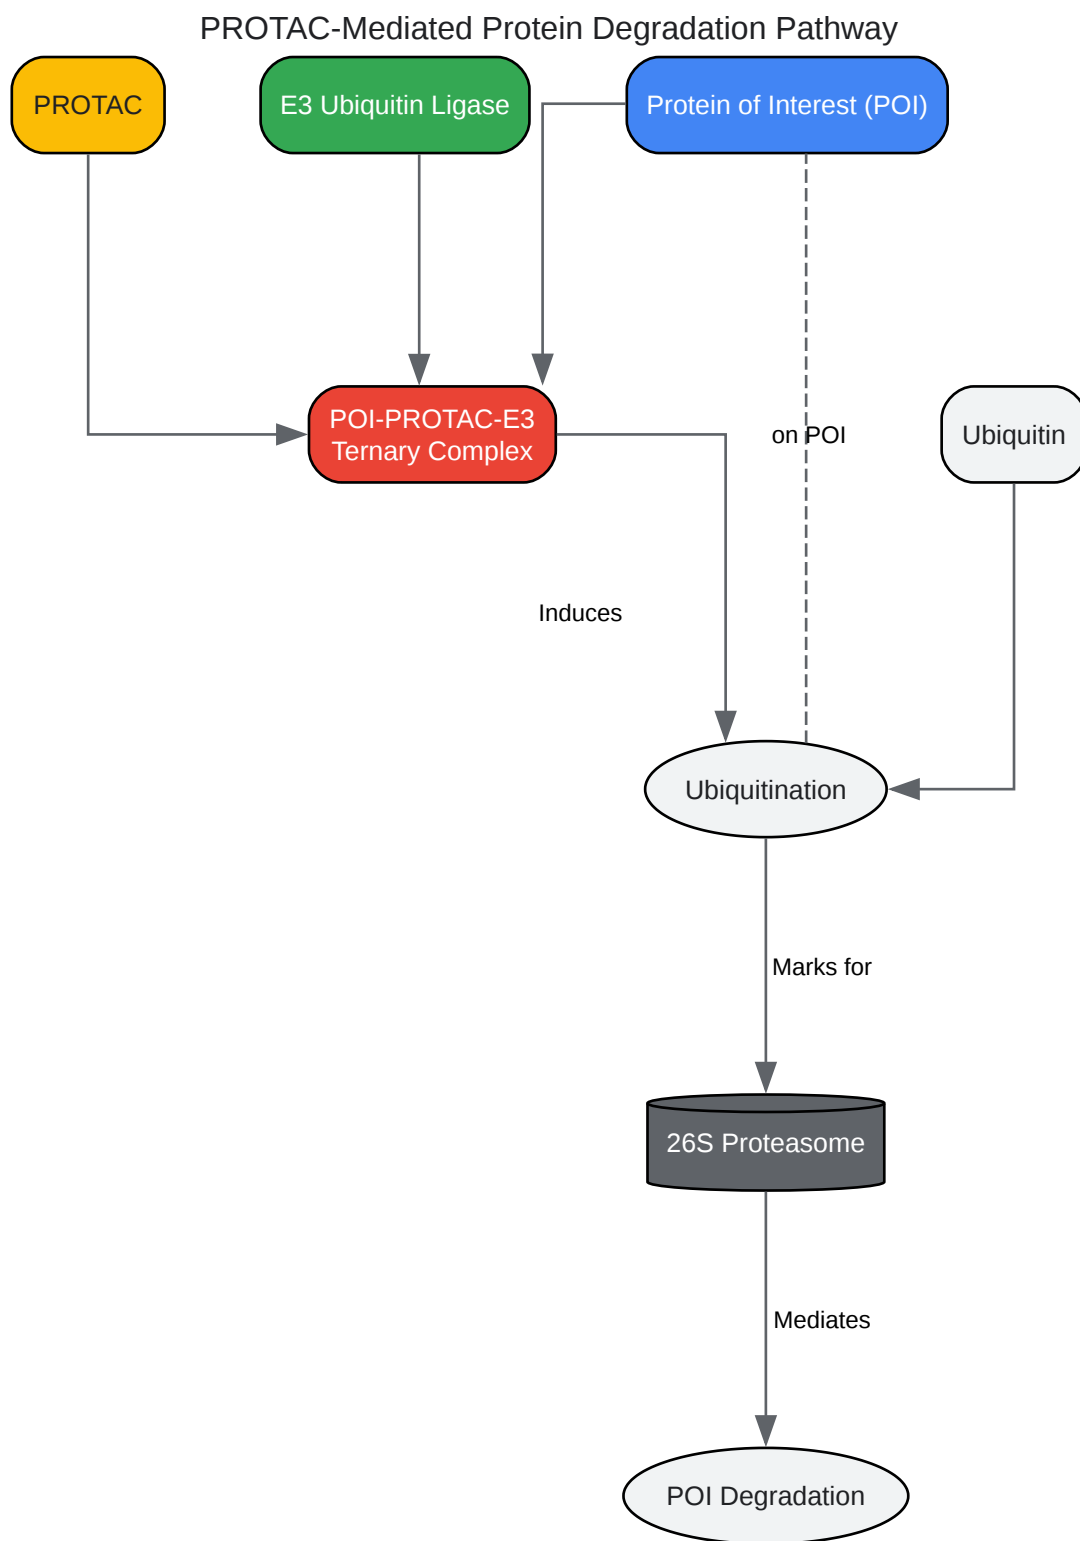 PROTAC-Mediated Protein Degradation Pathway
PROTAC
E3 Ubiquitin Ligase
Protein of Interest (POI)
POI-PROTAC-E3
Ternary Complex
on POI
Ubiquitin
Induces
Ubiquitination
Marks for
26S Proteasome
Mediates
POI Degradation